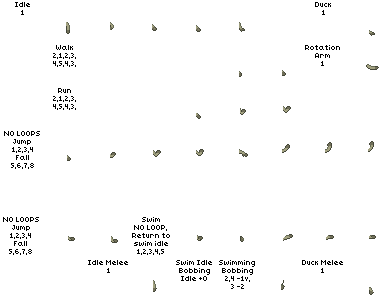 Idle
1
Duck
1
Walk
2,1,2,3,
4,5,4,3,
Rotation
Arm
1
Run
2,1,2,3,
4,5,4,3,
NO LOOPS
Jump
1,2,3,4
Fall
5,6,7,8
NO LOOPS
Jump
1,2,3,4
Fall
5,6,7,8
Swim
NO LOOP,
Return to
swim idle
1,2,3,4,5
Idle Melee
1
Swim Idle
Bobbing
Idle +0
Swimming
Bobbing
2,4 -1v,
3 -2
Duck Melee
1